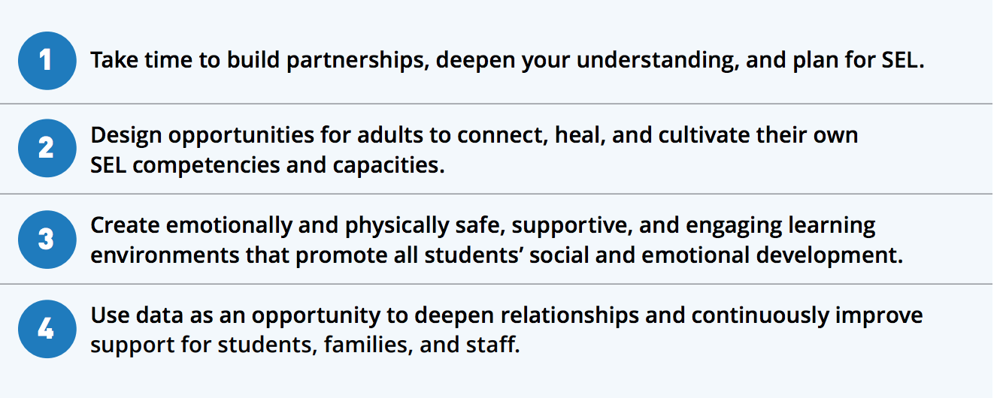 1 Take time to build partnerships, deepen your understanding, and plan for SEL.
2 Design opportunities for adults to connect, heal, and cultivate their own
SEL competencies and capacities.
3 Create emotionally and physically safe, supportive, and engaging learning
environments that promote all students’ social and emotional development.
4 Use data as an opportunity to deepen relationships and continuously improve
support for students, families, and staff.